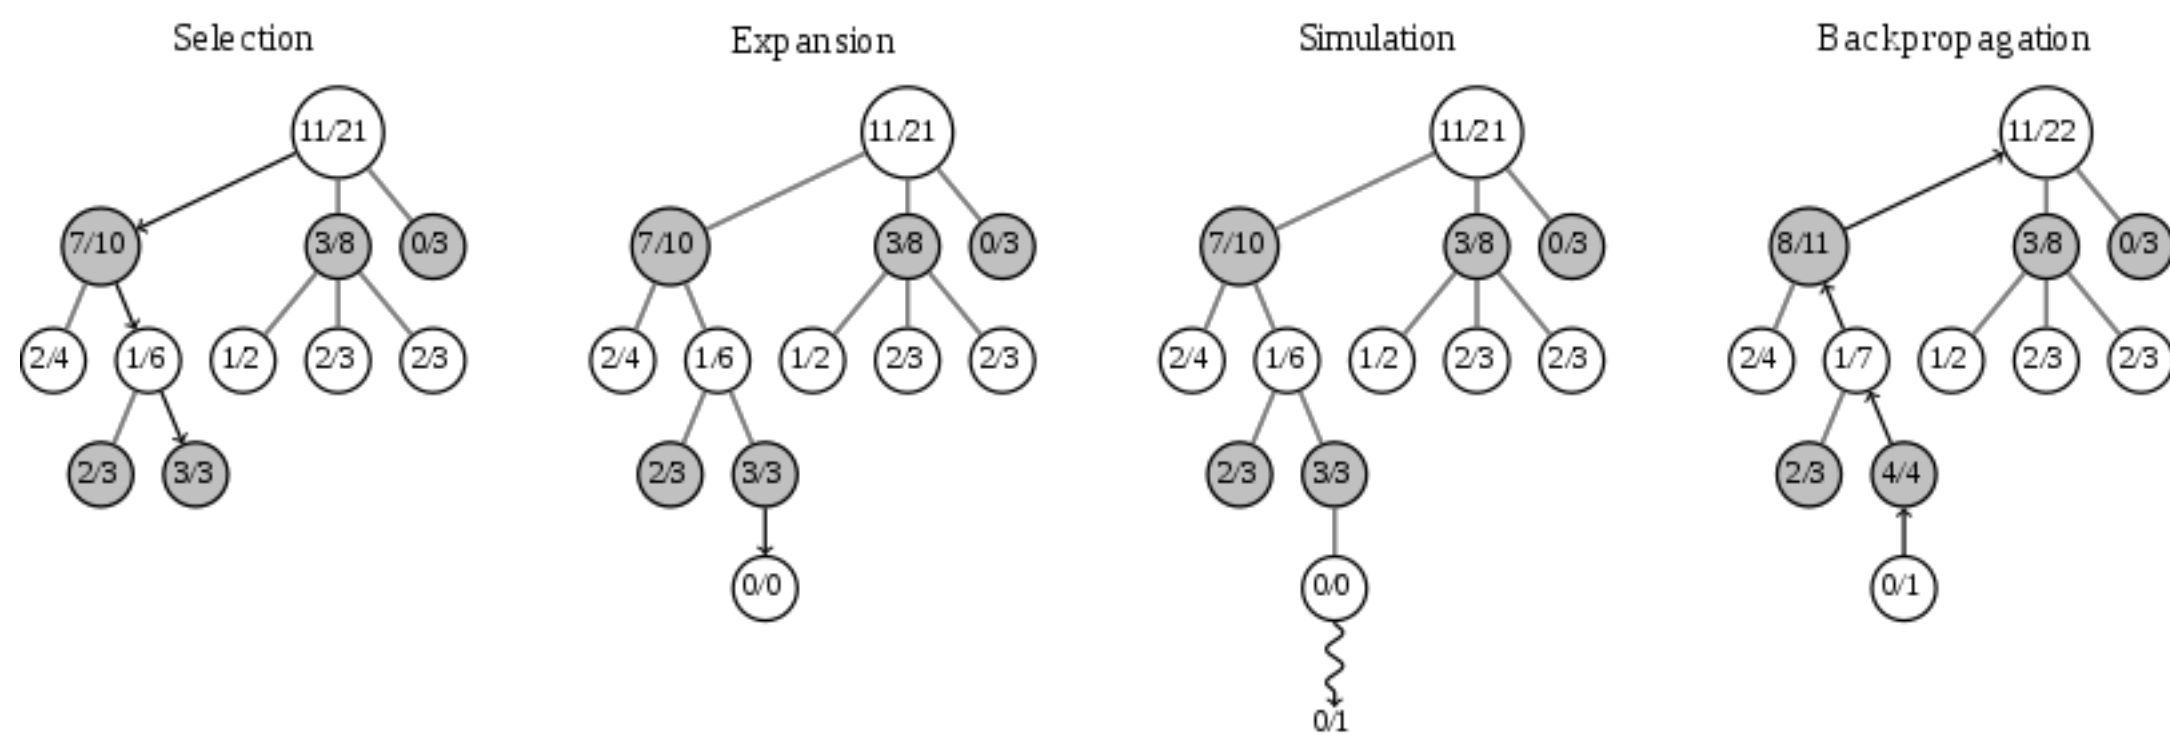 Selection Expansion Simulation Backpropagation
11/21 11/21 11/21 11/22
7/10 3/8 0/3 7/10 3/8 0/3 7/10 3/8 0/3 8/11 3/8 0/3
2/4 1/6 1/2 2/3 2/3 2/4 1/6 1/2 2/3 2/3 2/4 1/6 1/2 2/3 2/3 2/4 1/7 1/2 2/3 2/3
2/3 3/3 2/3 3/3 2/3 3/3 2/3 4/4
0/0 0/0 0/1
0/1